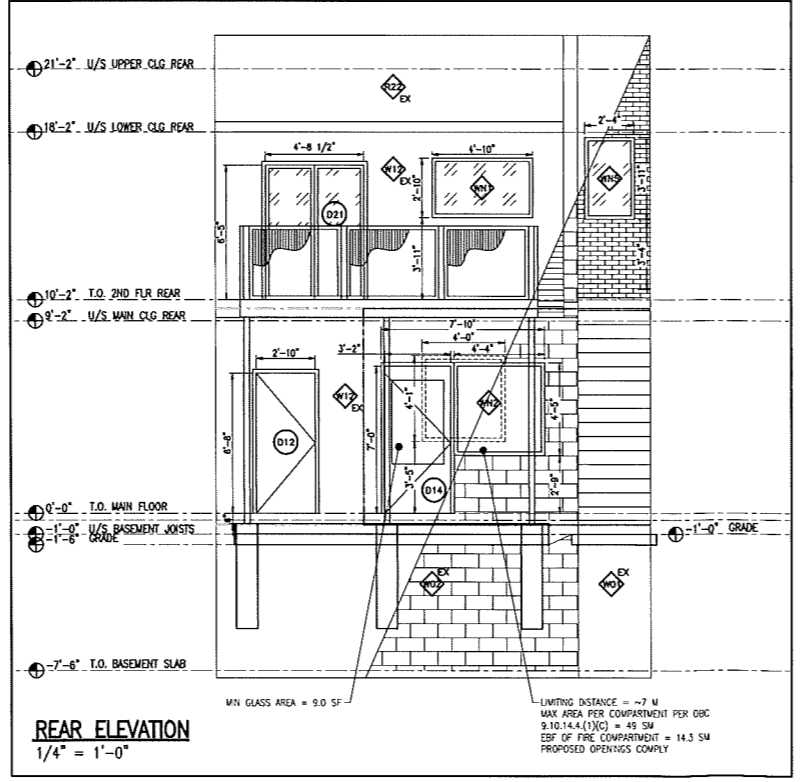 21'-2" U/S UPPER CLG REAR
R22
EX
18'-2" U/S LOWER CLG REAR
2'-4"
4'-8 1/2"
W12
EX
4'-10"
2'-10"
WN1
WN5
3'-11"
D21
6'-5"
3'-11"
3'-4"
10'-2" T.O. 2ND FLR REAR
9'-2" U/S MAIN CLG REAR
7'-10"
4'-0"
3'-2"
4'-4"
2'-10"
W12
EX
4'-1"
WN2
4'-5"
D12
6'-8"
7'-0"
3'-5"
D14
2'-9"
0'-0" T.O. MAIN FLOOR
-1'-0" U/S BASEMENT JOISTS
-1'-6" GRADE
-1'-0" GRADE
EX
W02
EX
W01
-7'-6" T.O. BASEMENT SLAB
MIN GLASS AREA = 9.0 SF
LIMITING DISTANCE = ~7 M
MAX AREA PER COMPARTMENT PER OBC
9.10.14.4.(1)(C) = 49 SM
EBF OF FIRE COMPARTMENT = 14.3 SM
PROPOSED OPENINGS COMPLY
REAR ELEVATION
1/4" = 1'-0"